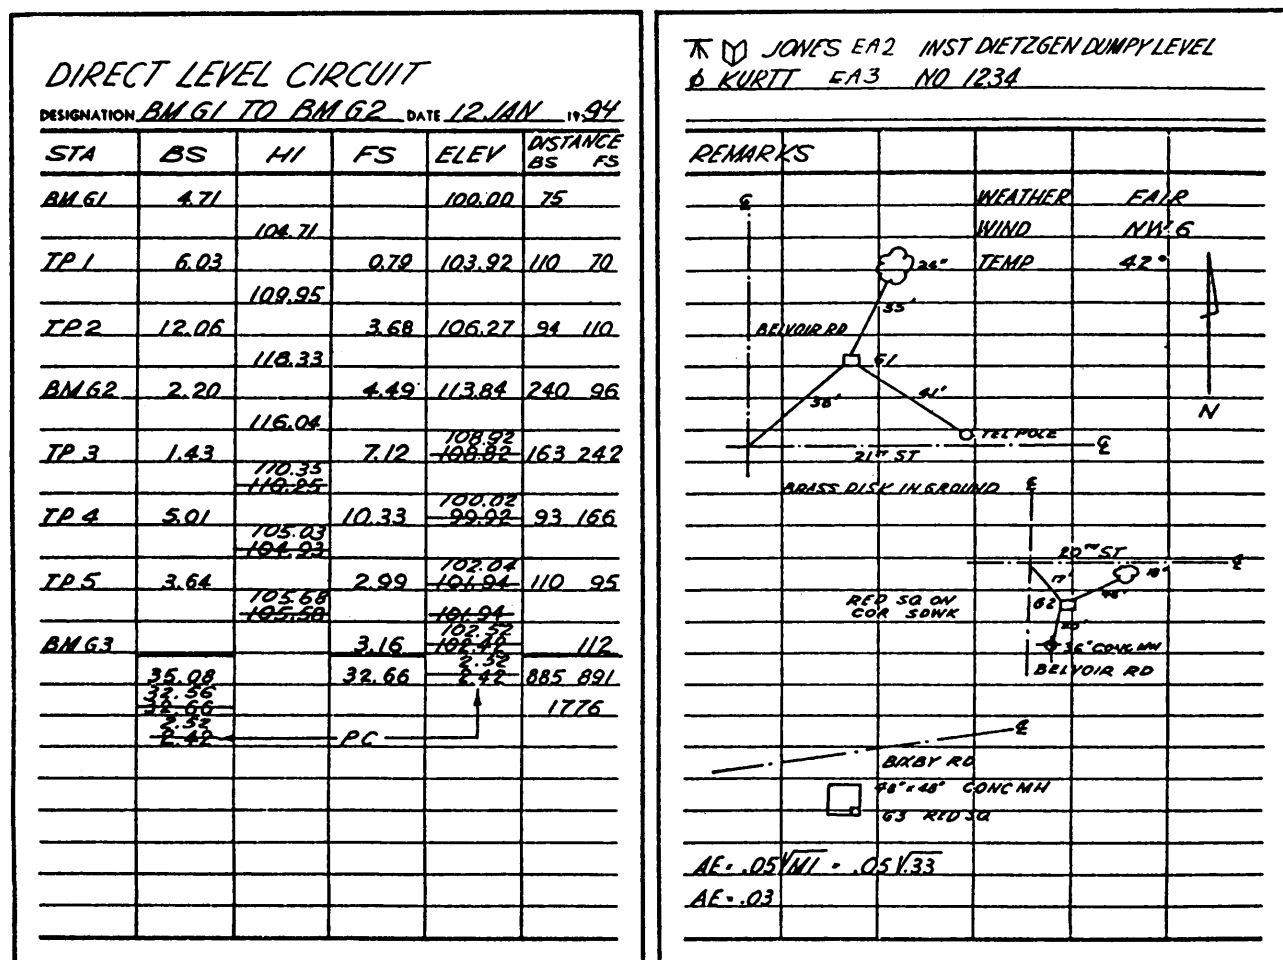 DIRECT LEVEL CIRCUIT
DESIGNATION BM G1 TO BM G2 DATE 12 JAN 19 94
STA BS HI FS ELEV DISTANCE
BS FS
BM G1 4.71 100.00 75
104.71
TP 1 6.03 0.79 103.92 110 70
109.95
TP 2 12.06 3.68 106.27 94 110
118.33
BM G2 2.20 4.49 113.84 240 96
116.04
108.92
TP 3 1.43 7.12 108.82 163 242
110.35
110.25
100.02
TP 4 5.01 10.33 99.92 93 166
105.03
104.93
102.04
TP 5 3.64 2.99 101.94 110 95
105.68
105.58 101.94
102.52
BM G3 3.16 102.42 112
2.52
35.08 32.66 2.42 885 891
32.56
32.66 1776
2.52
2.42 PC
JONES EA2 INST DIETZGEN DUMPY LEVEL
KURTT EA3 NO 1234
REMARKS
WEATHER FAIR
WIND NW 6
TEMP 42°
BELVOIR RD
G1
41'
TEL POLE
21ST ST
BRASS DISK IN GROUND
20TH ST
17'
18"
RED SQ ON
COR SDWK
G2
36" CONC MH
BELVOIR RD
BIXBY RD
48" x 48" CONC MH
G3 RED SQ
AE = .05 √MI = .05 √.33
AE = .03
N